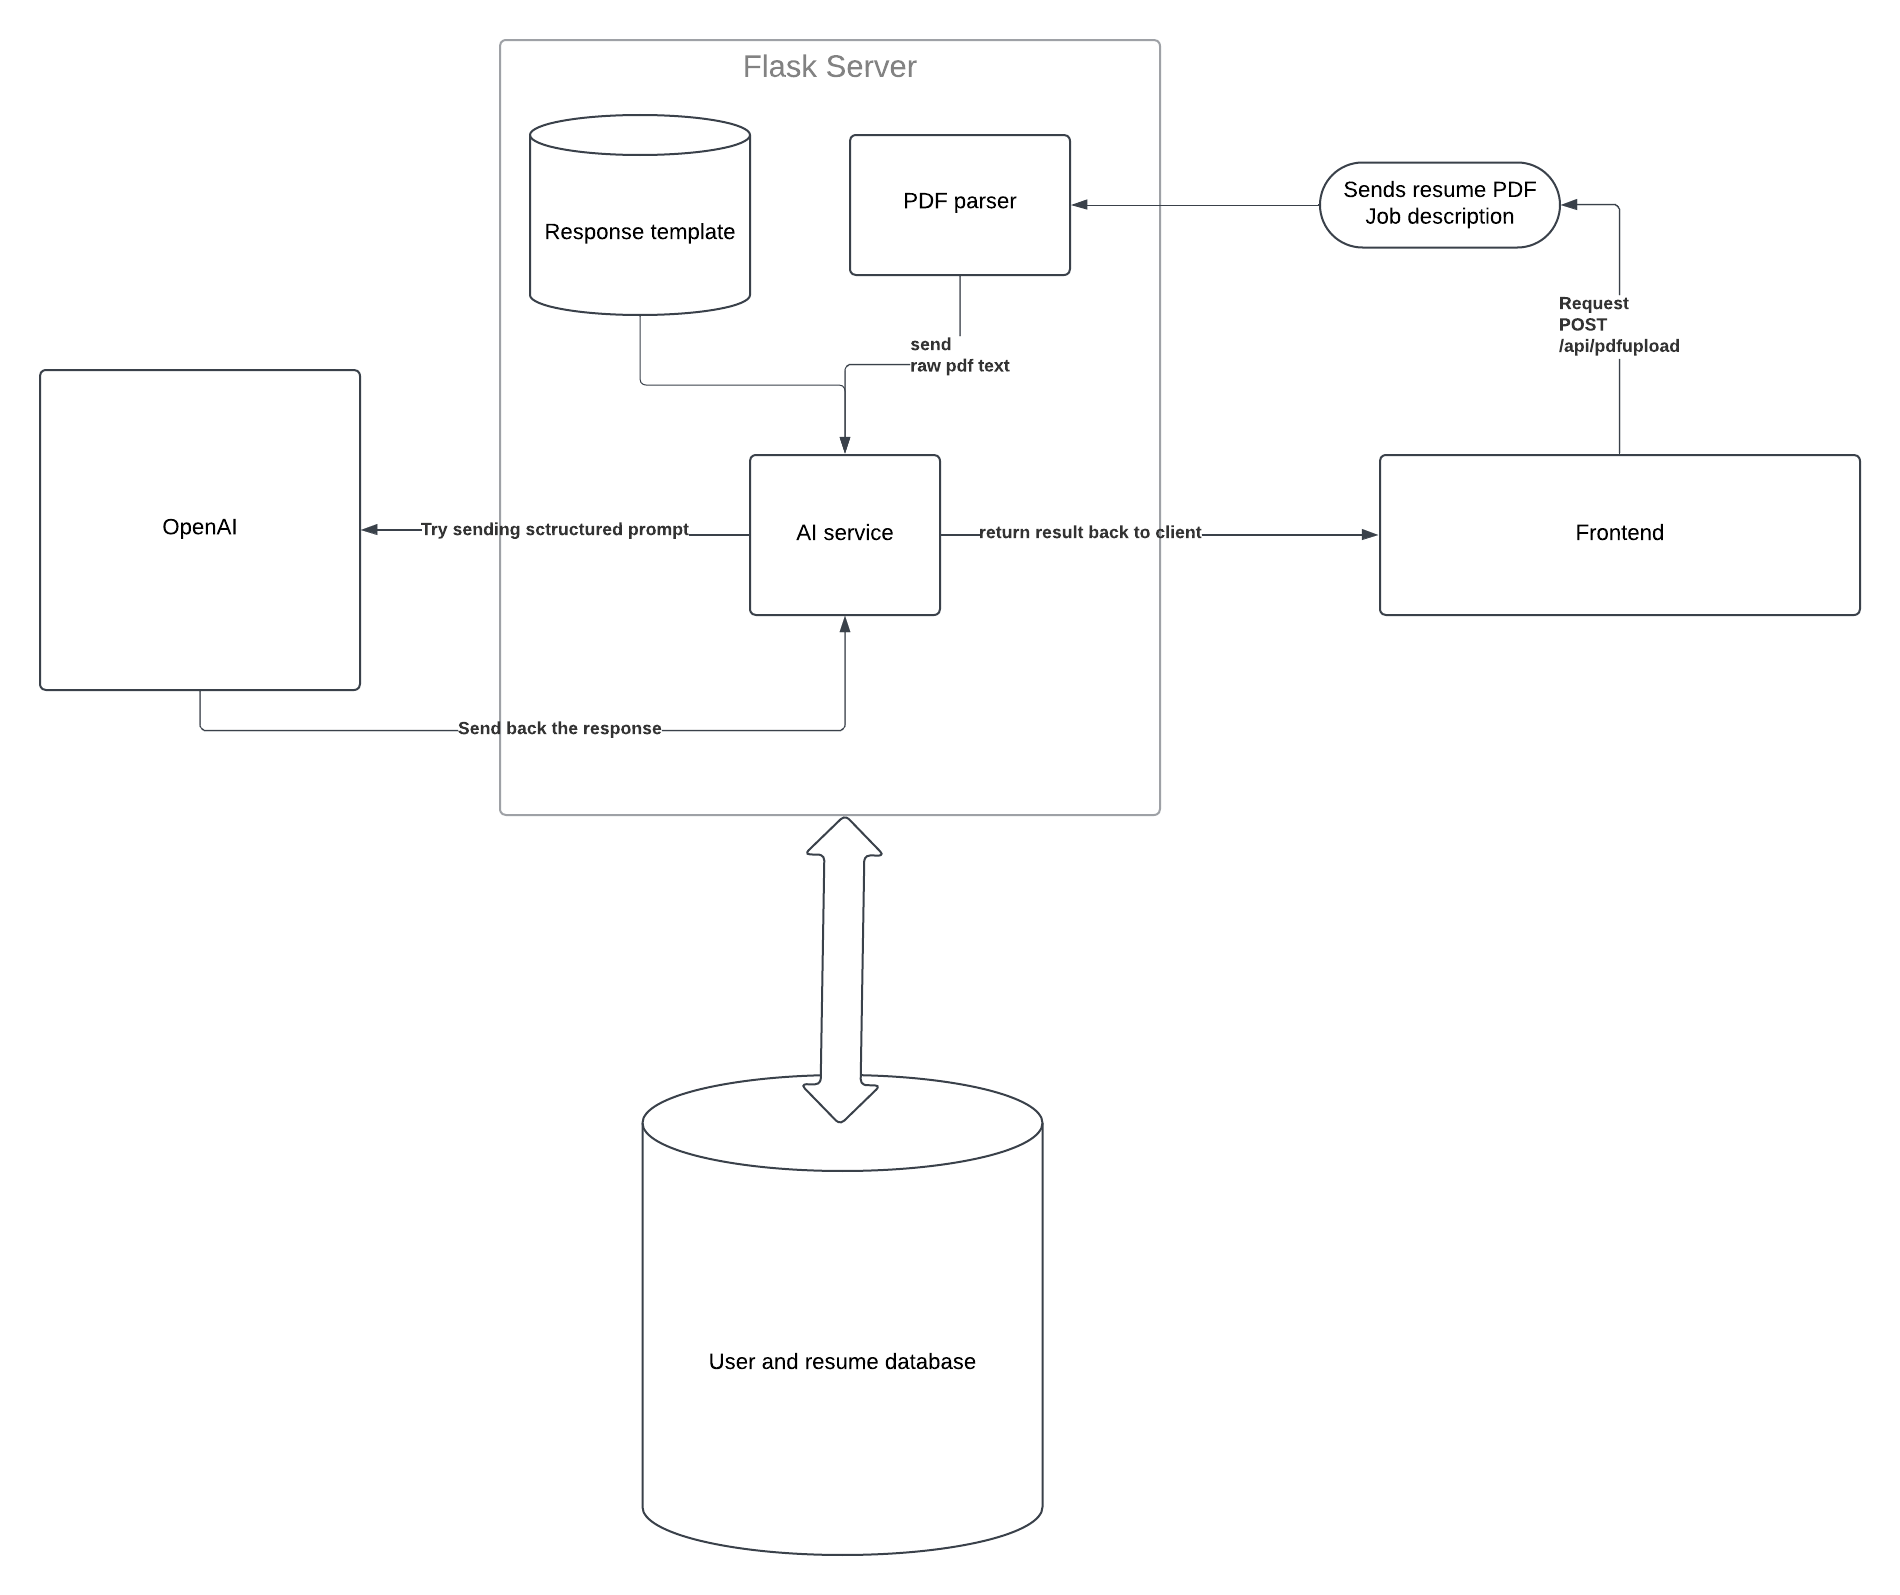 Flask Server
Response template
PDF parser
Sends resume PDF
Job description
Request
POST
/api/pdfupload
send
raw pdf text
OpenAI
Try sending sctructured prompt
AI service
return result back to client
Frontend
Send back the response
User and resume database